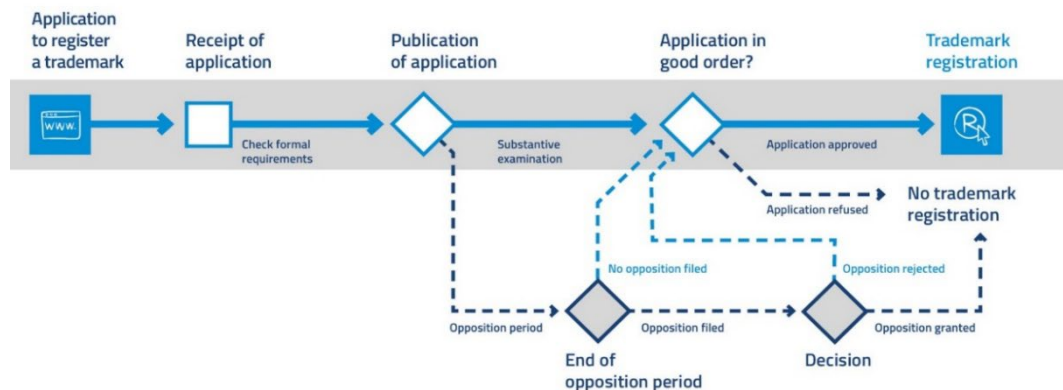 Application
to register
a trademark
Receipt of
application
Publication
of application
Application in
good order?
Trademark
registration
WWW.
Check formal
requirements
Substantive
examination
Application approved
R
Application refused
No trademark
registration
No opposition filed
Opposition rejected
Opposition period
Opposition filed
Opposition granted
End of
opposition period
Decision